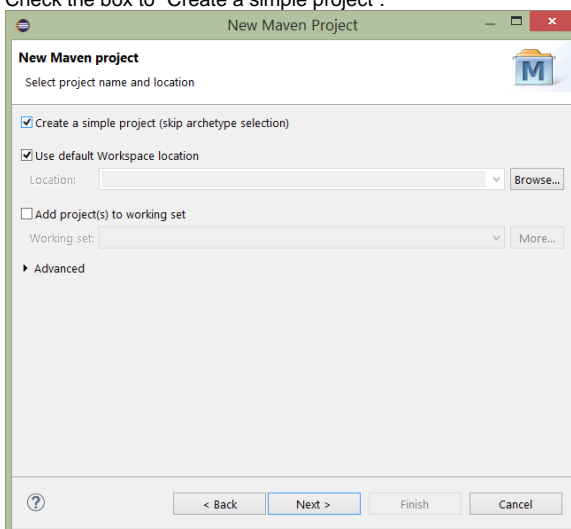 Check the box to "Create a simple project".
New Maven Project
New Maven project
Select project name and location
M
Create a simple project (skip archetype selection)
Use default Workspace location
Location:
Browse...
Add project(s) to working set
Working set:
More...
Advanced
?
< Back
Next >
Finish
Cancel